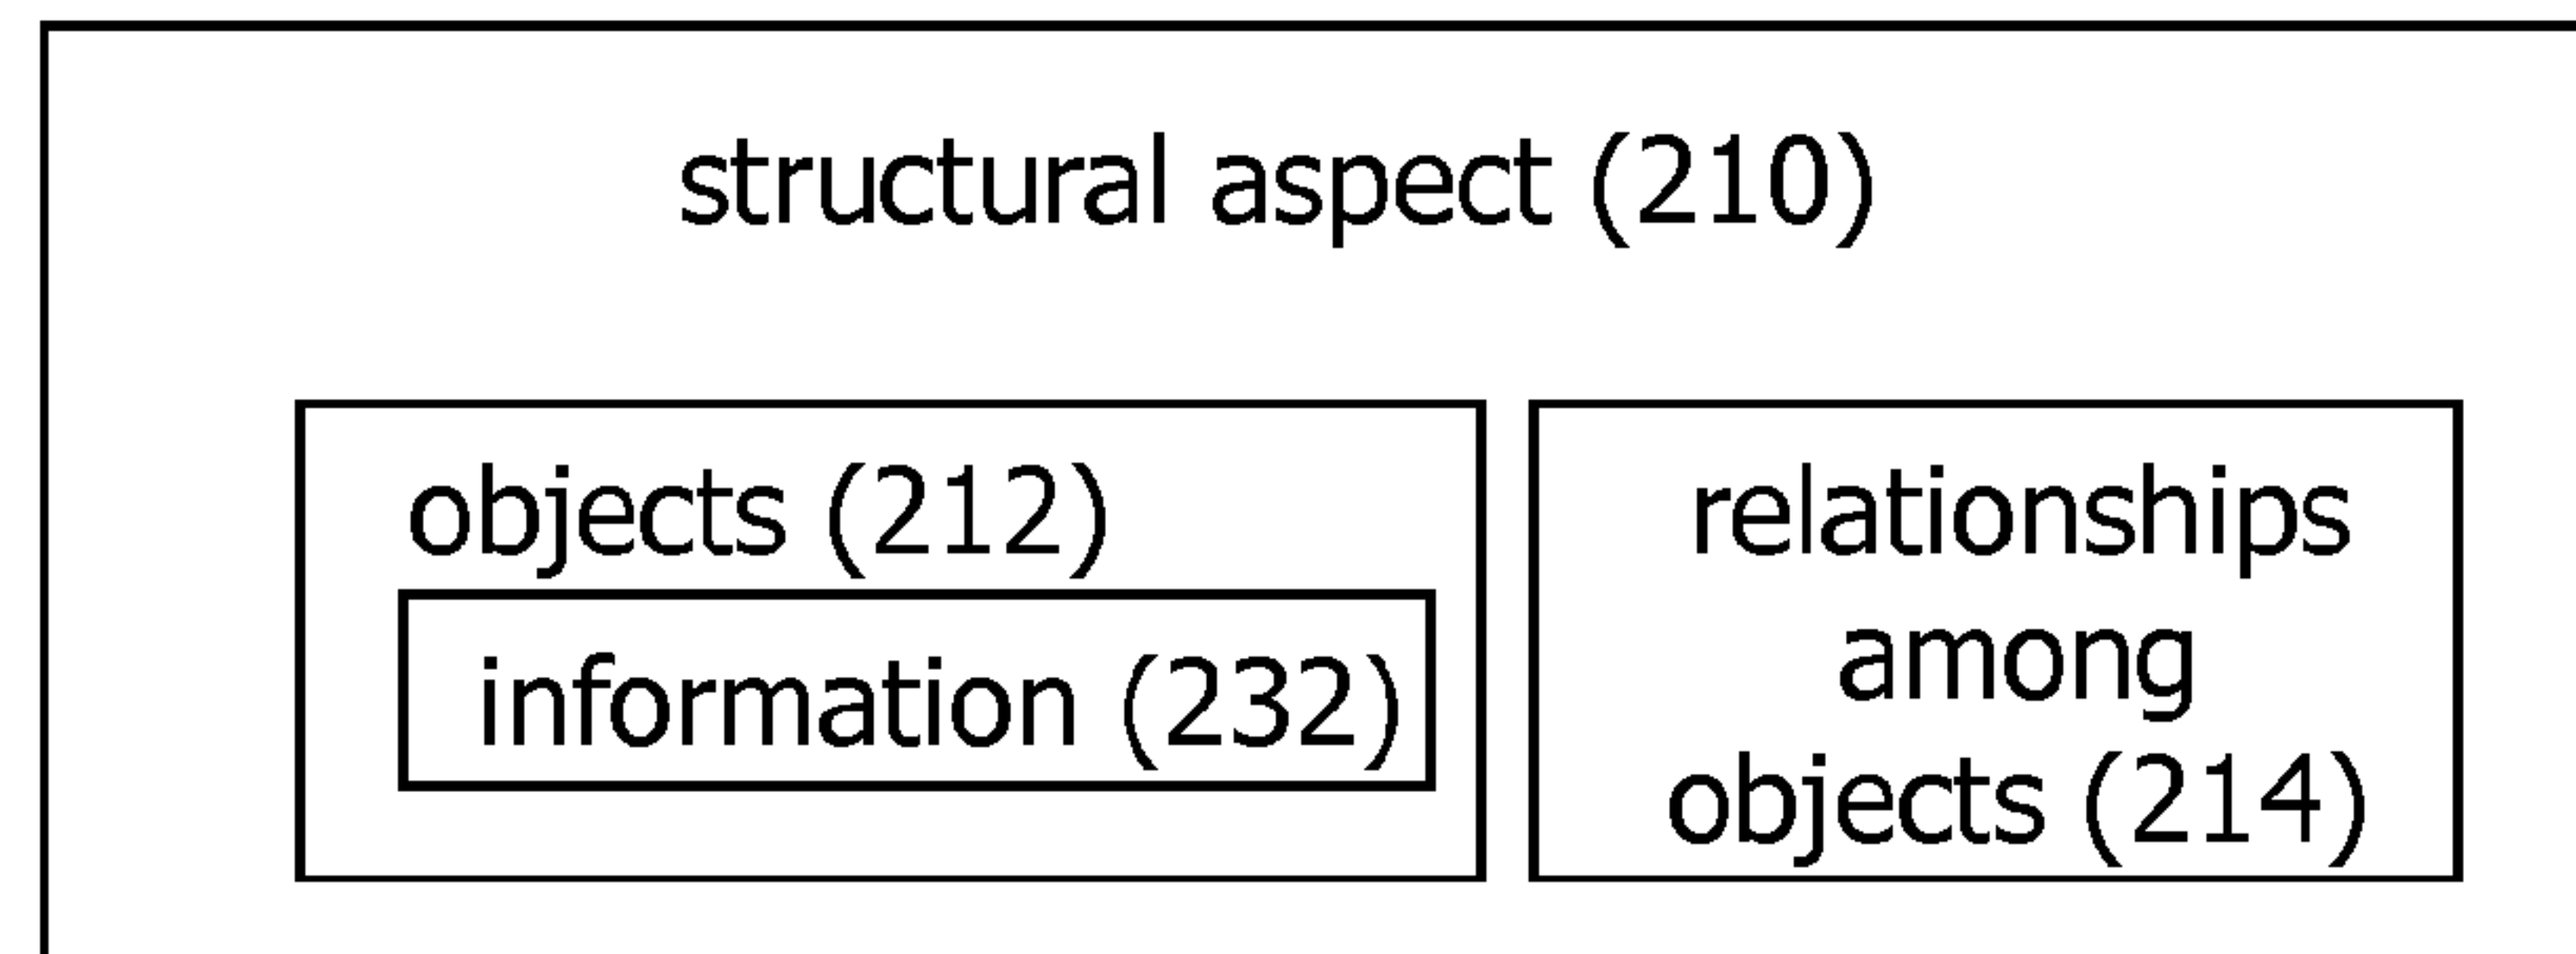 structural aspect (210)
objects (212)
information (232)
relationships
among
objects (214)